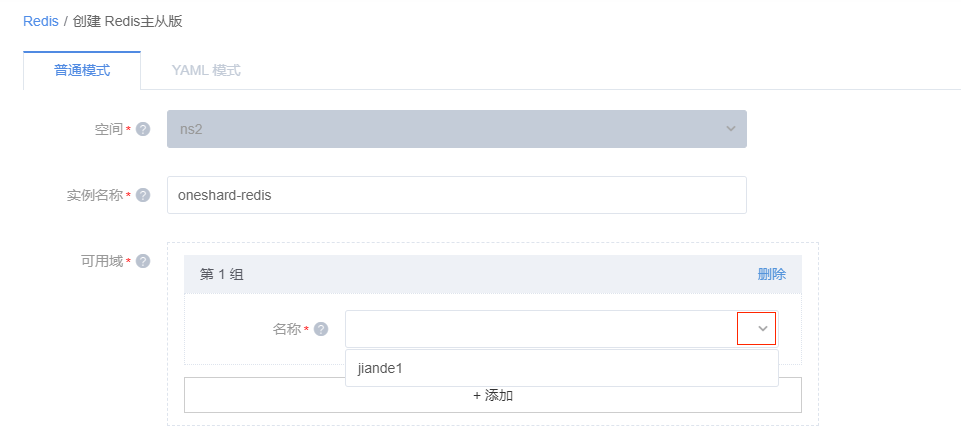 Redis / 创建 Redis主从版
普通模式 YAML 模式
空间* ? ns2
实例名称* ? oneshard-redis
可用域* ?
第 1 组 删除
名称* ?
jiande1
+ 添加